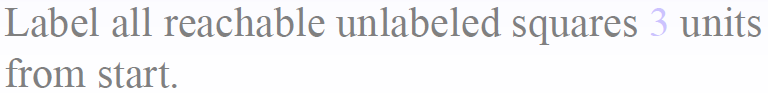 Label all reachable unlabeled squares 3 units
from start.